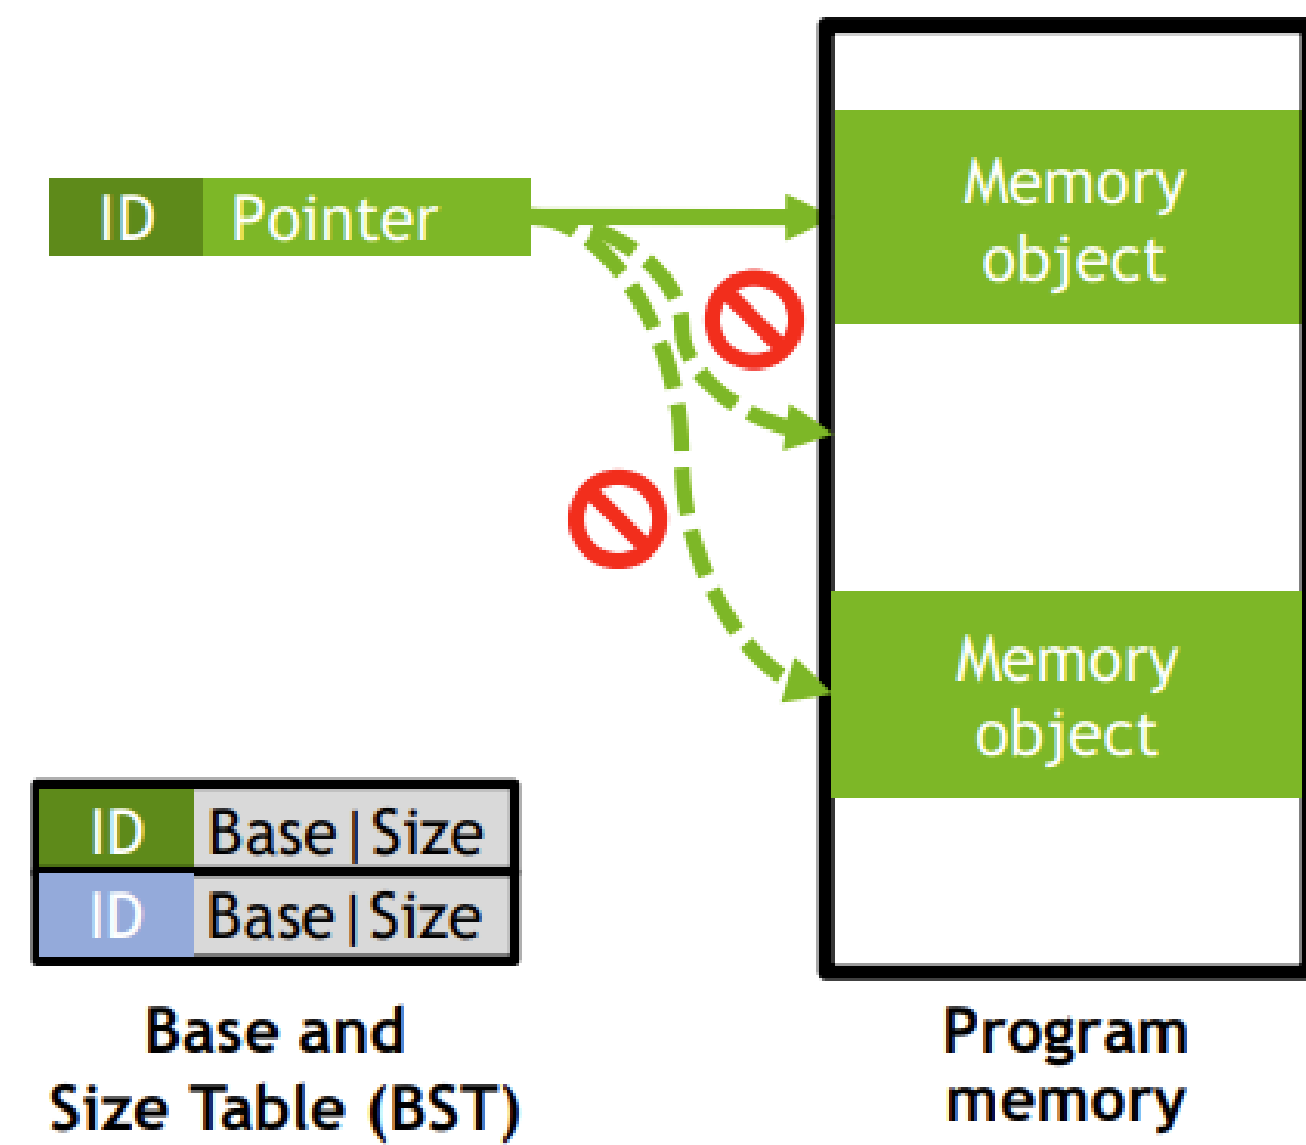 Memory
object
ID Pointer
Memory
object
ID Base|Size
ID Base|Size
Base and
Size Table (BST)
Program
memory